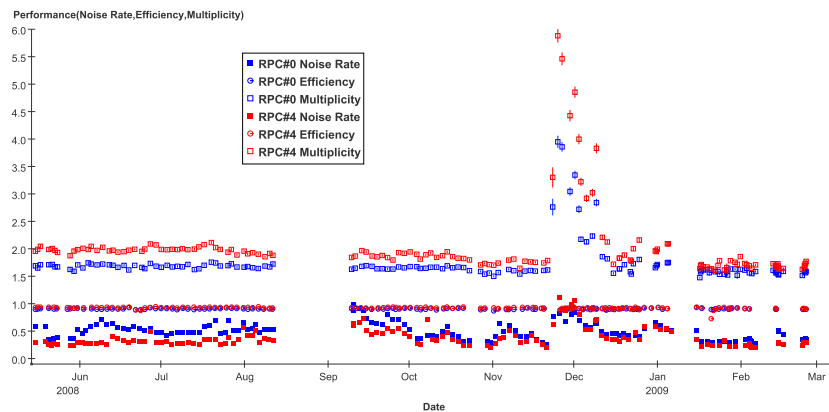 Performance(Noise Rate,Efficiency,Multiplicity)
6.0
5.5
5.0
4.5
4.0
3.5
3.0
2.5
2.0
1.5
1.0
0.5
0.0
RPC#0 Noise Rate
RPC#0 Efficiency
RPC#0 Multiplicity
RPC#4 Noise Rate
RPC#4 Efficiency
RPC#4 Multiplicity
Jun Jul Aug Sep Oct Nov Dec Jan Feb Mar
2008 2009
Date